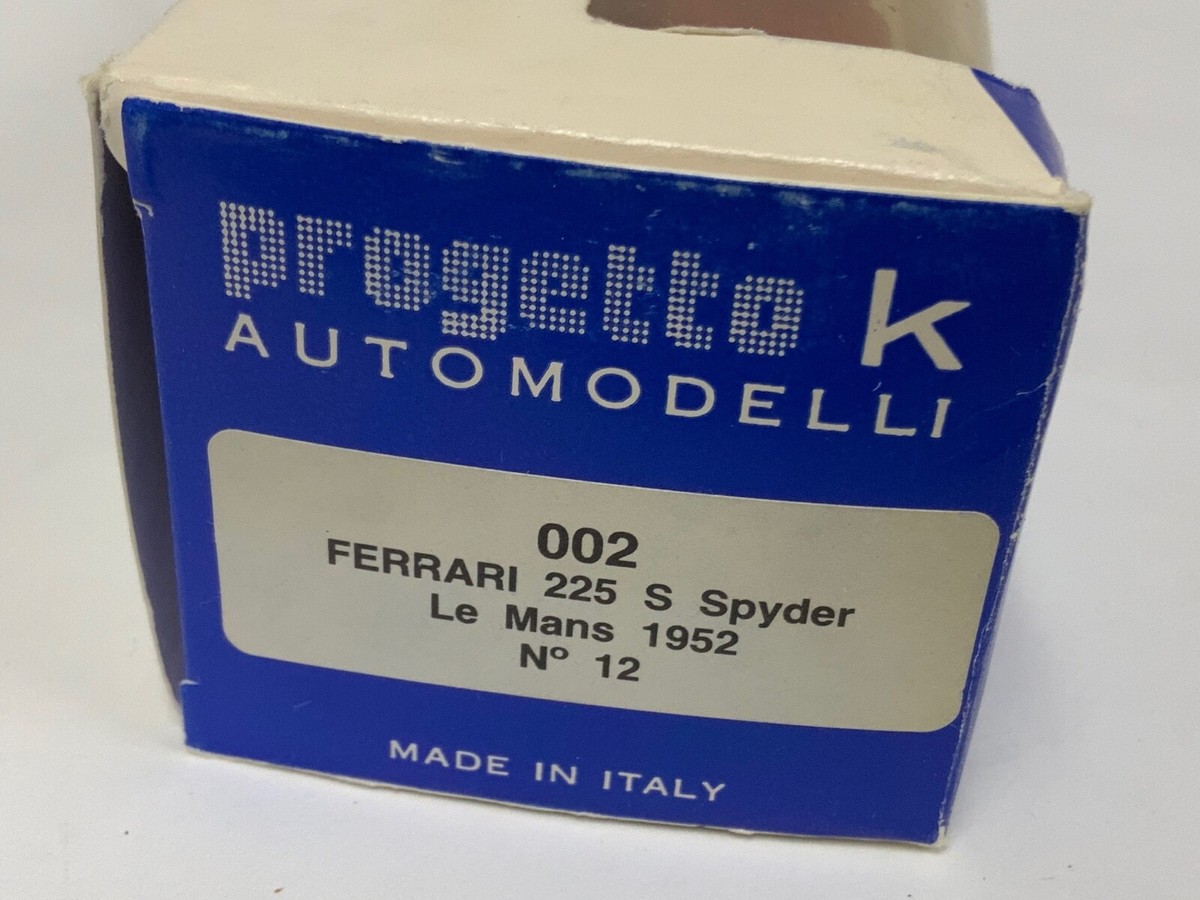 progetto k
AUTOMODELLI
002
FERRARI 225 S Spyder
Le Mans 1952
Nº 12
MADE IN ITALY